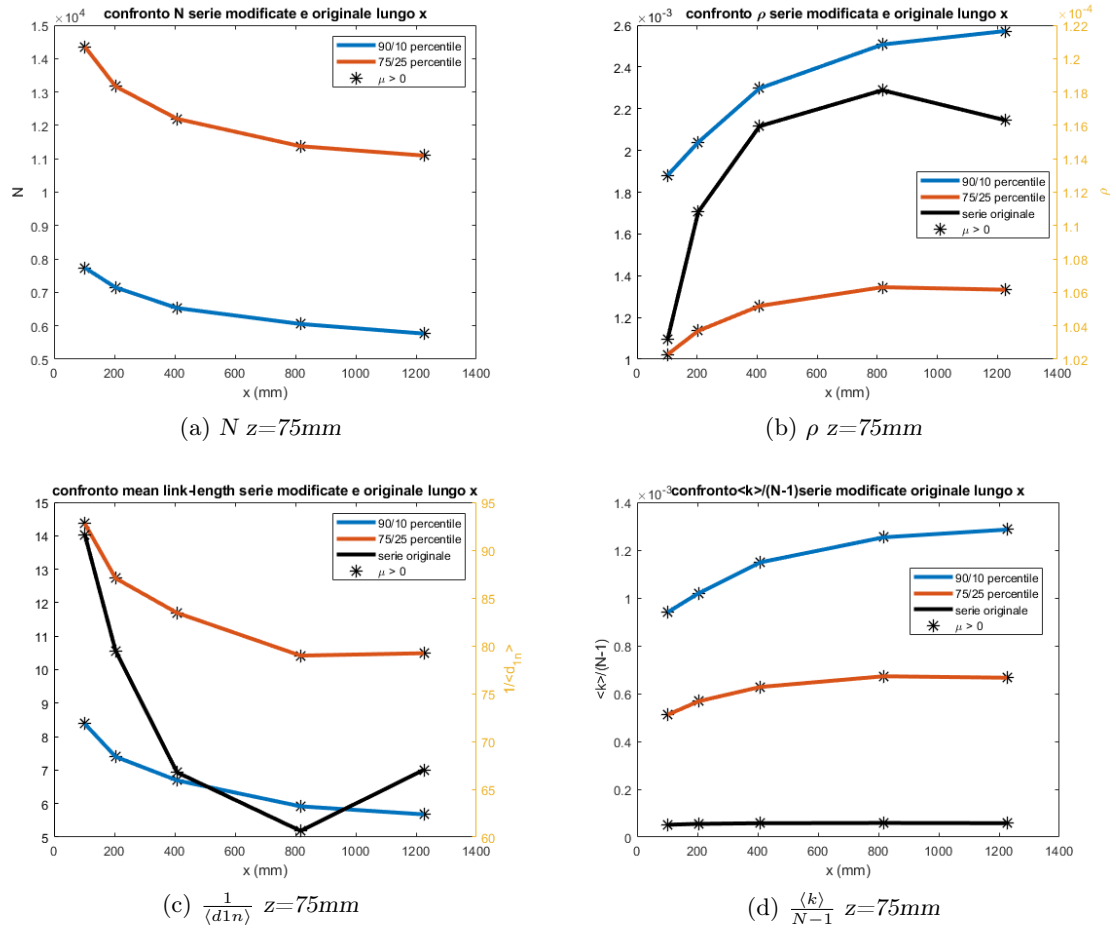 confronto N serie modificate e originale lungo x
×10⁴
1.5
1.4
1.3
1.2
1.1
1
0.9
0.8
0.7
0.6
0.5
N
90/10 percentile
75/25 percentile
μ > 0
0 200 400 600 800 1000 1200 1400
x (mm)
(a) N z=75mm
confronto ρ serie modificata e originale lungo x
×10⁻³
2.6
2.4
2.2
2
1.8
1.6
1.4
1.2
1
×10⁻⁴
1.22
1.2
1.18
1.16
1.14
1.12
1.1
1.08
1.06
1.04
1.02
ρ
90/10 percentile
75/25 percentile
serie originale
μ > 0
0 200 400 600 800 1000 1200 1400
x (mm)
(b) ρ z=75mm
confronto mean link-length serie modificate e originale lungo x
15
14
13
12
11
10
9
8
7
6
5
95
90
85
80
75
70
65
60
1/<d₁ₙ>
90/10 percentile
75/25 percentile
serie originale
μ > 0
0 200 400 600 800 1000 1200 1400
x (mm)
(c) 1/⟨d1n⟩ z=75mm
confronto<k>/(N-1)serie modificate originale lungo x
×10⁻³
1.4
1.2
1
0.8
0.6
0.4
0.2
0
<k>/(N-1)
90/10 percentile
75/25 percentile
serie originale
μ > 0
0 200 400 600 800 1000 1200 1400
x (mm)
(d) ⟨k⟩/N−1 z=75mm